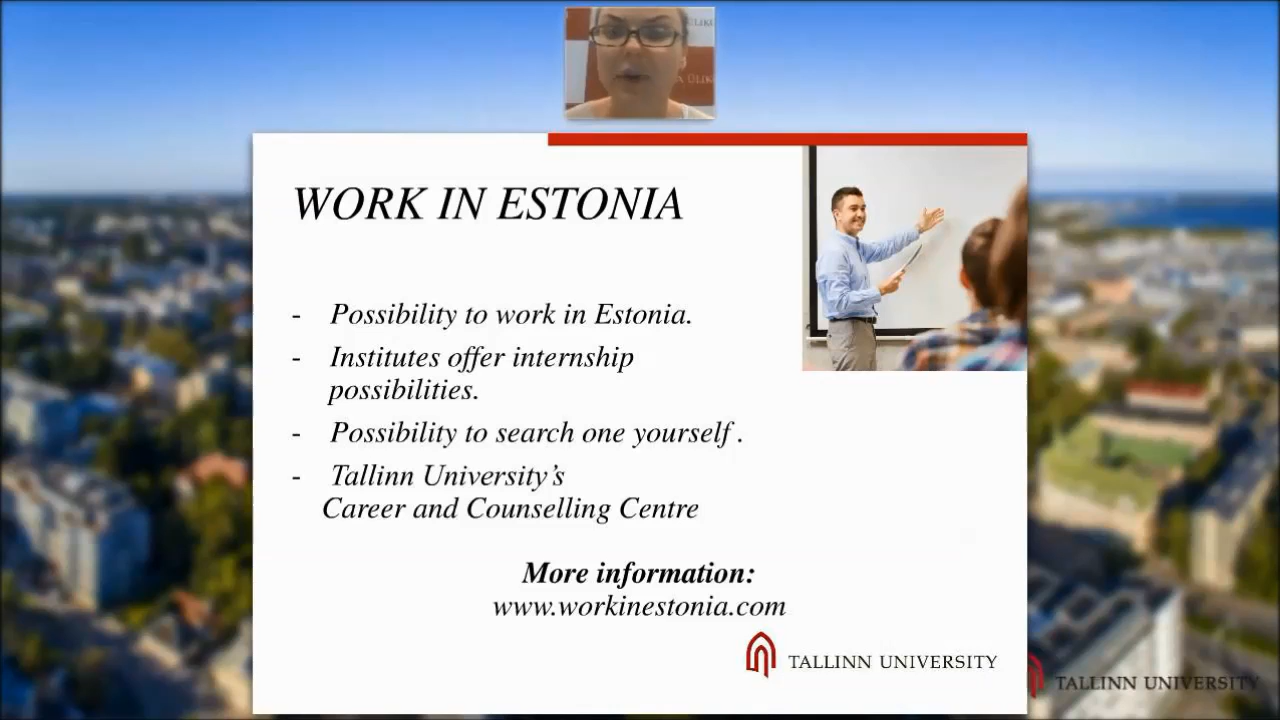 WORK IN ESTONIA
- Possibility to work in Estonia.
- Institutes offer internship
possibilities.
- Possibility to search one yourself .
- Tallinn University’s
Career and Counselling Centre
More information:
www.workinestonia.com
TALLINN UNIVERSITY
TALLINN UNIVERSITY